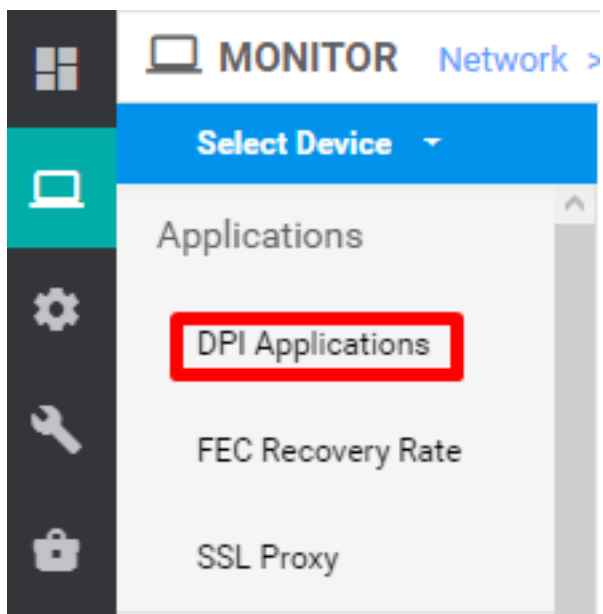 MONITOR Network >
Select Device
Applications
DPI Applications
FEC Recovery Rate
SSL Proxy